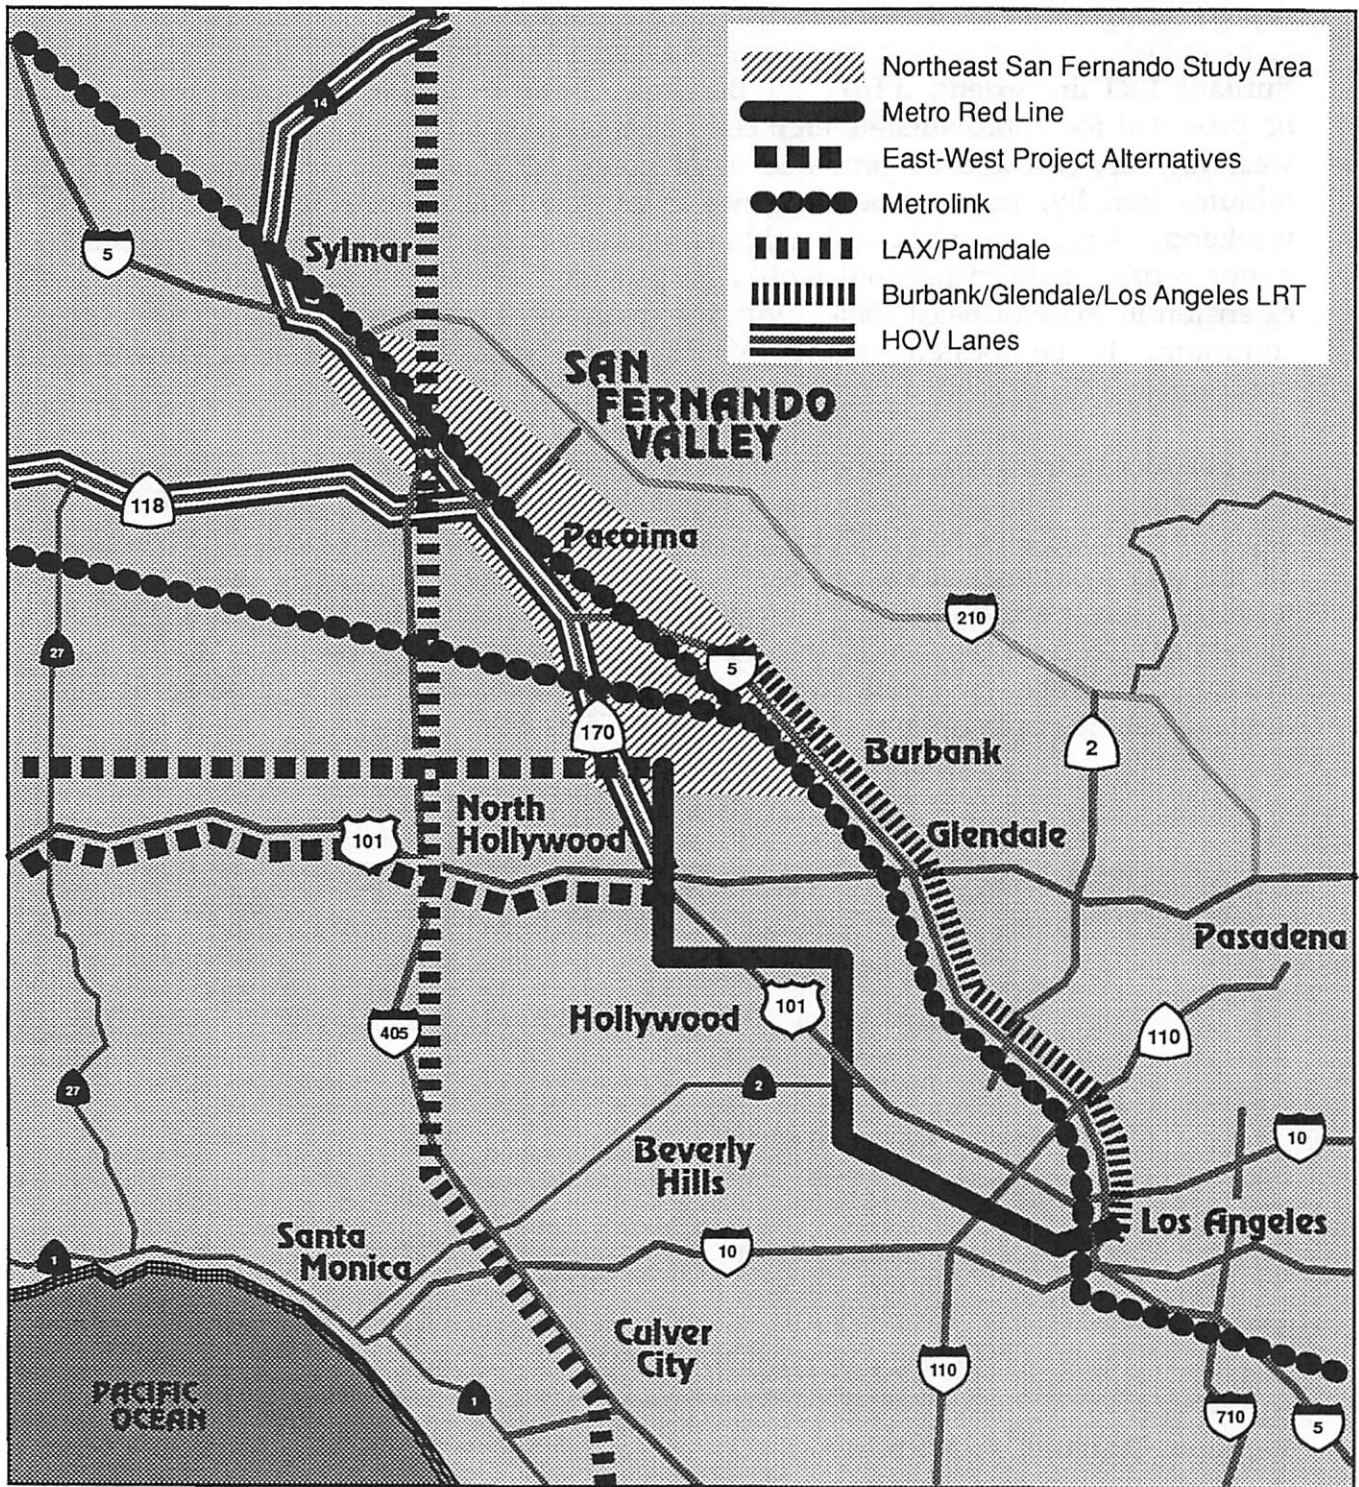 Northeast San Fernando Study Area
Metro Red Line
East-West Project Alternatives
Metrolink
LAX/Palmdale
Burbank/Glendale/Los Angeles LRT
HOV Lanes
14
Sylmar
5
SAN
FERNANDO
VALLEY
118
Pacoima
210
27
5
170
2
Burbank
North
Hollywood
101
Glendale
Pasadena
Hollywood
101
405
110
27
2
10
Beverly
Hills
Los Angeles
Santa
Monica
10
1
Culver
City
110
PACIFIC
OCEAN
1
710
5